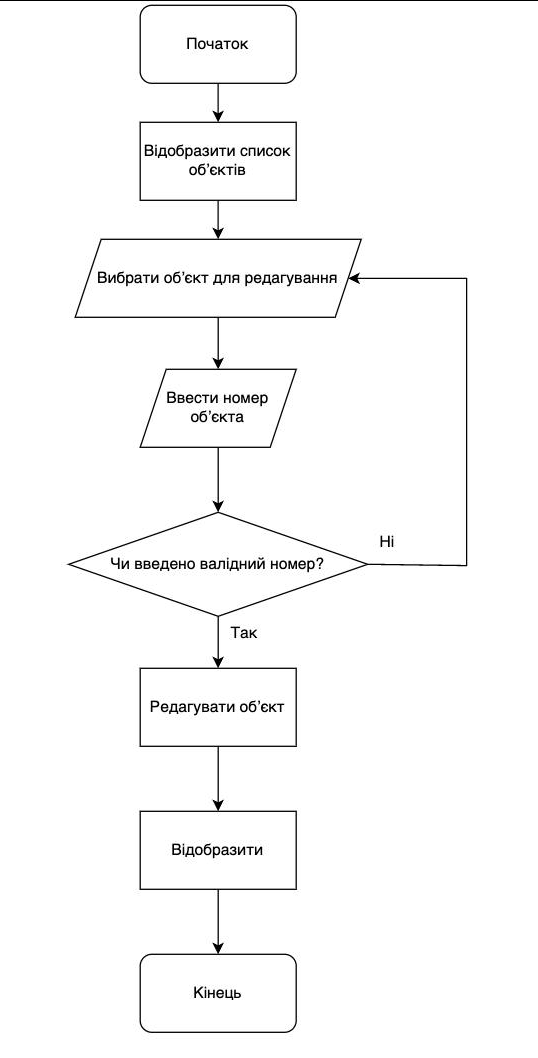 Початок
Відобразити список
об'єктів
Вибрати об'єкт для редагування
Ввести номер
об'єкта
Чи введено валідний номер?
Ні
Так
Редагувати об'єкт
Відобразити
Кінець